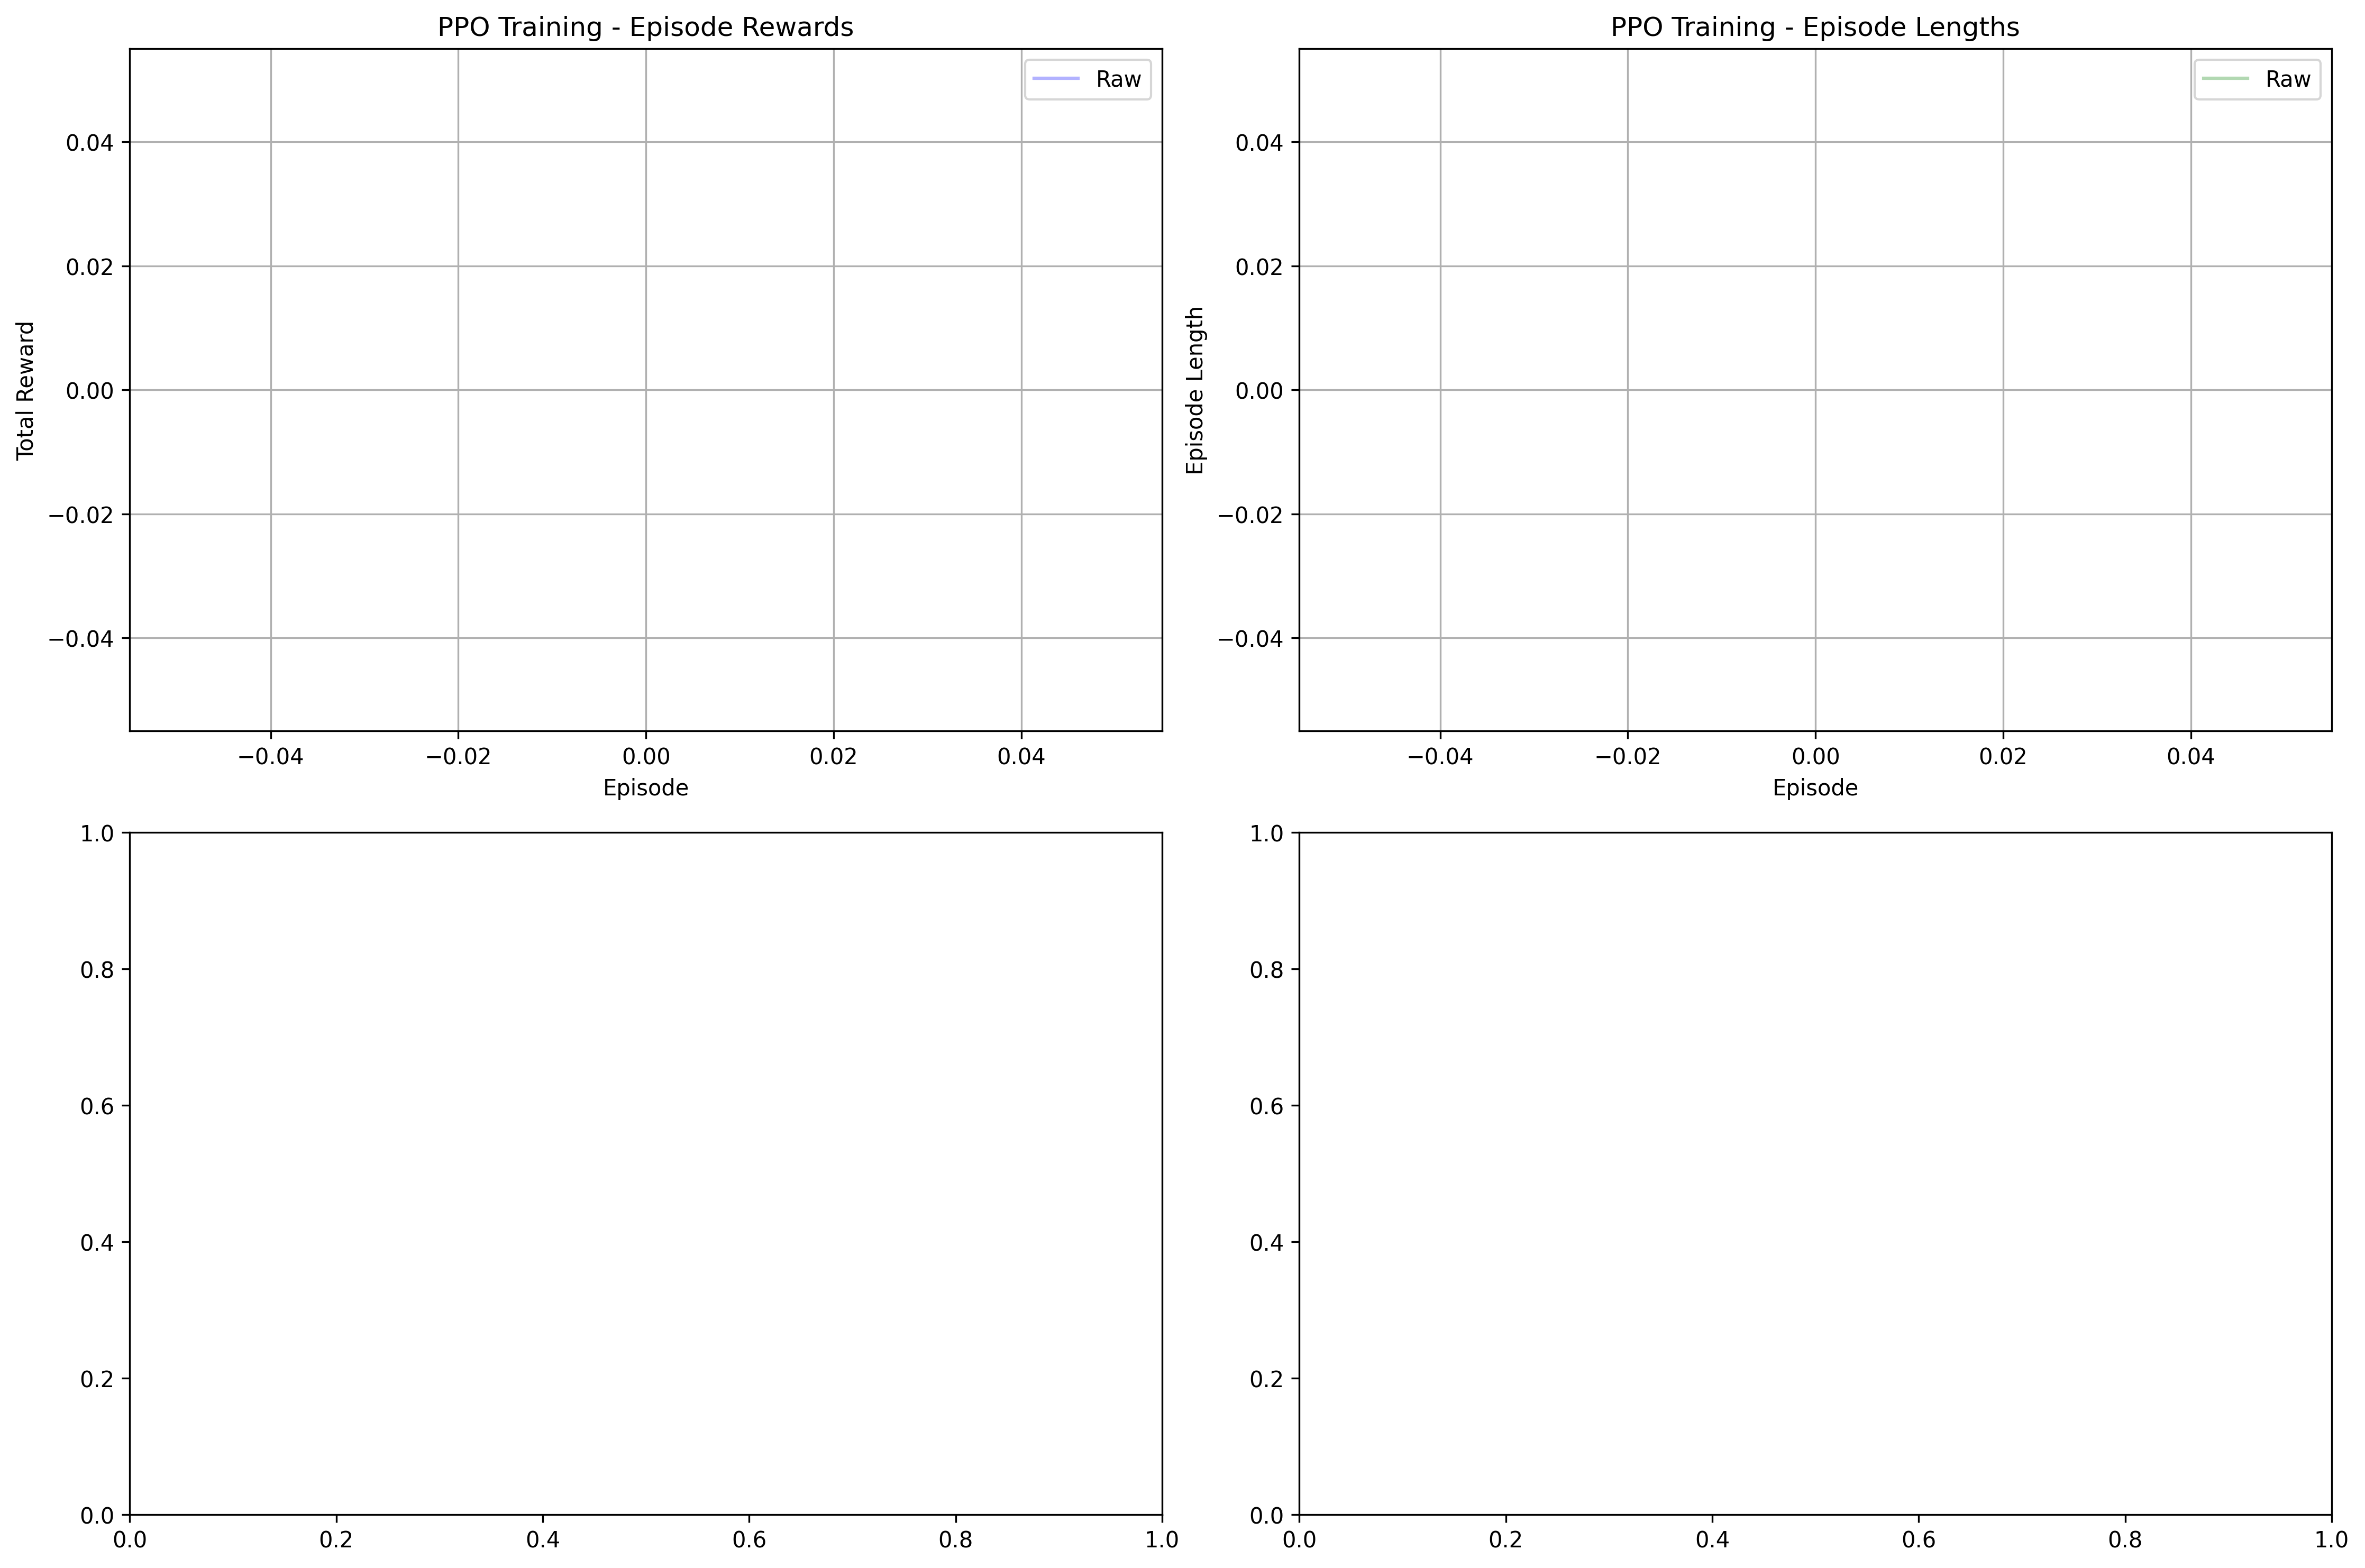 PPO Training - Episode Rewards
Raw
0.04
0.02
0.00
−0.02
−0.04
Total Reward
−0.04 −0.02 0.00 0.02 0.04
Episode
PPO Training - Episode Lengths
Raw
0.04
0.02
0.00
−0.02
−0.04
Episode Length
−0.04 −0.02 0.00 0.02 0.04
Episode
1.0
0.8
0.6
0.4
0.2
0.0
0.0 0.2 0.4 0.6 0.8 1.0
1.0
0.8
0.6
0.4
0.2
0.0
0.0 0.2 0.4 0.6 0.8 1.0